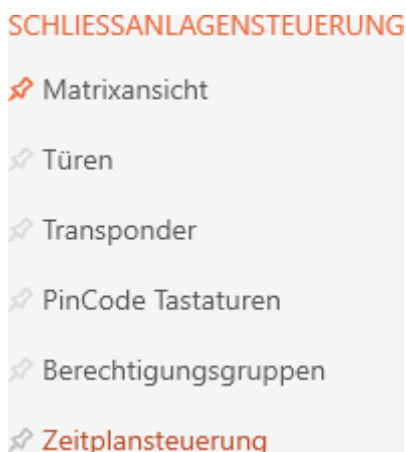 SCHLIESSANLAGENSTEUERUNG
Matrixansicht
Türen
Transponder
PinCode Tastaturen
Berechtigungsgruppen
Zeitplansteuerung